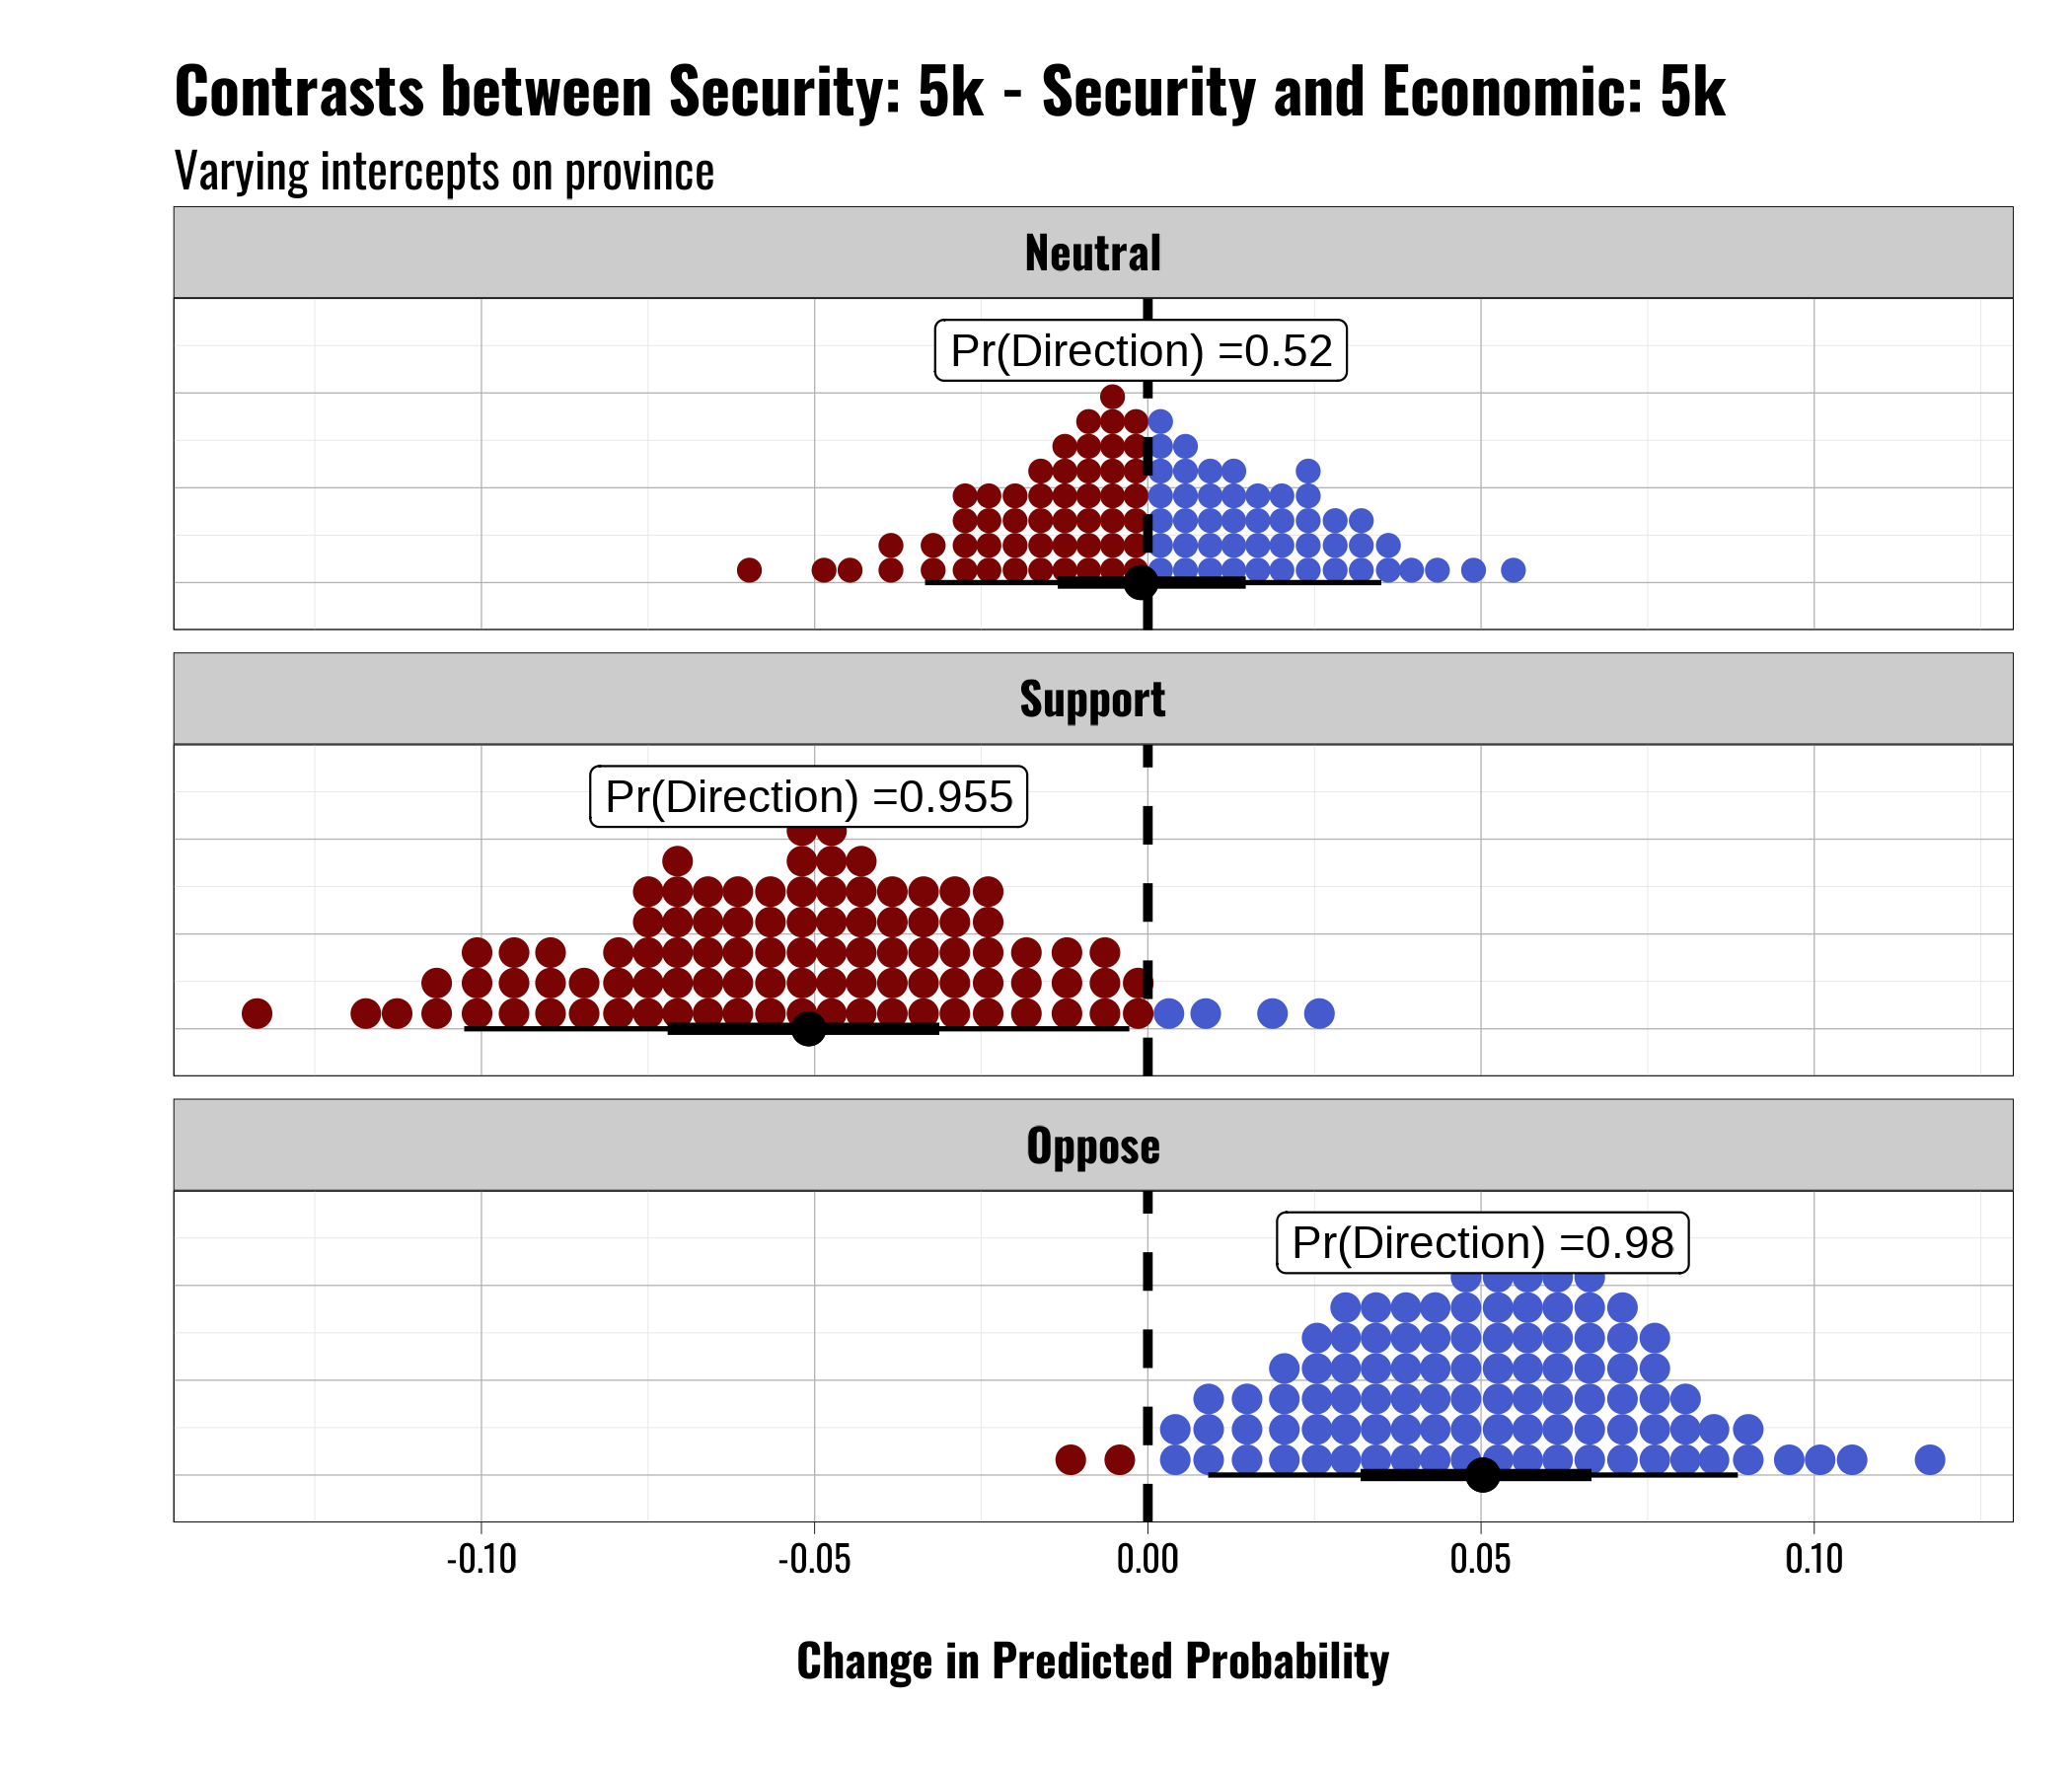 Contrasts between Security: 5k - Security and Economic: 5k
Varying intercepts on province
Neutral
Pr(Direction) =0.52
Support
Pr(Direction) =0.955
Oppose
Pr(Direction) =0.98
-0.10 -0.05 0.00 0.05 0.10
Change in Predicted Probability